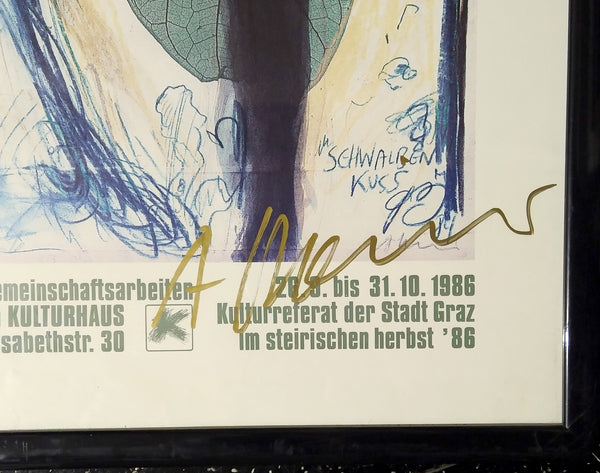 SCHWALBEN
KUSS
emeinschaftsarbeiten
KULTURHAUS
sabethstr. 30
bis 31.10.1986
Kulturreferat der Stadt Graz
im steirischen herbst '86